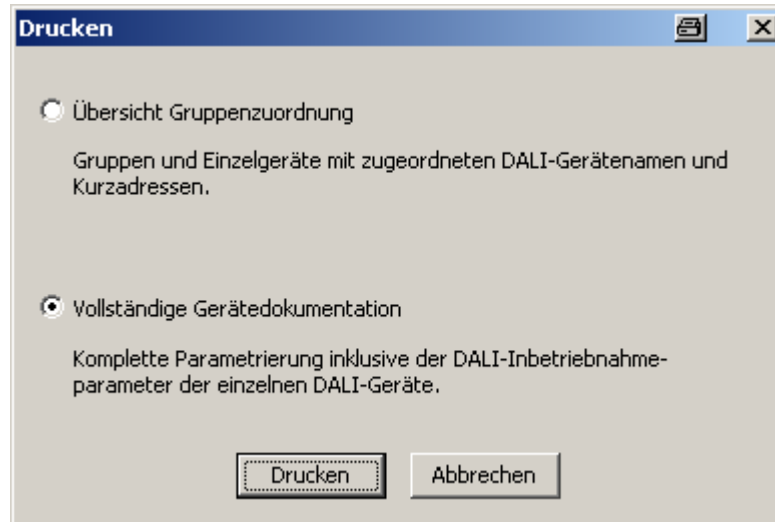 Drucken
Übersicht Gruppenzuordnung
Gruppen und Einzelgeräte mit zugeordneten DALI-Gerätenamen und
Kurzadressen.
Vollständige Gerätedokumentation
Komplette Parametrierung inklusive der DALI-Inbetriebnahme-
parameter der einzelnen DALI-Geräte.
Drucken
Abbrechen